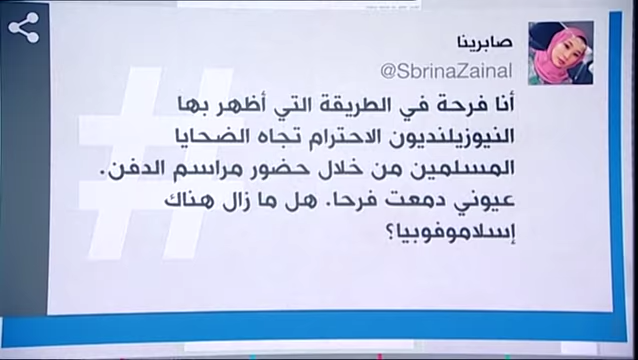 صابرينا
@SbrinaZainal
أنا فرحة في الطريقة التي أظهر بها
النيوزيلنديون الاحترام تجاه الضحايا
المسلمين من خلال حضور مراسم الدفن.
عيوني دمعت فرحا. هل ما زال هناك
إسلاموفوبيا؟